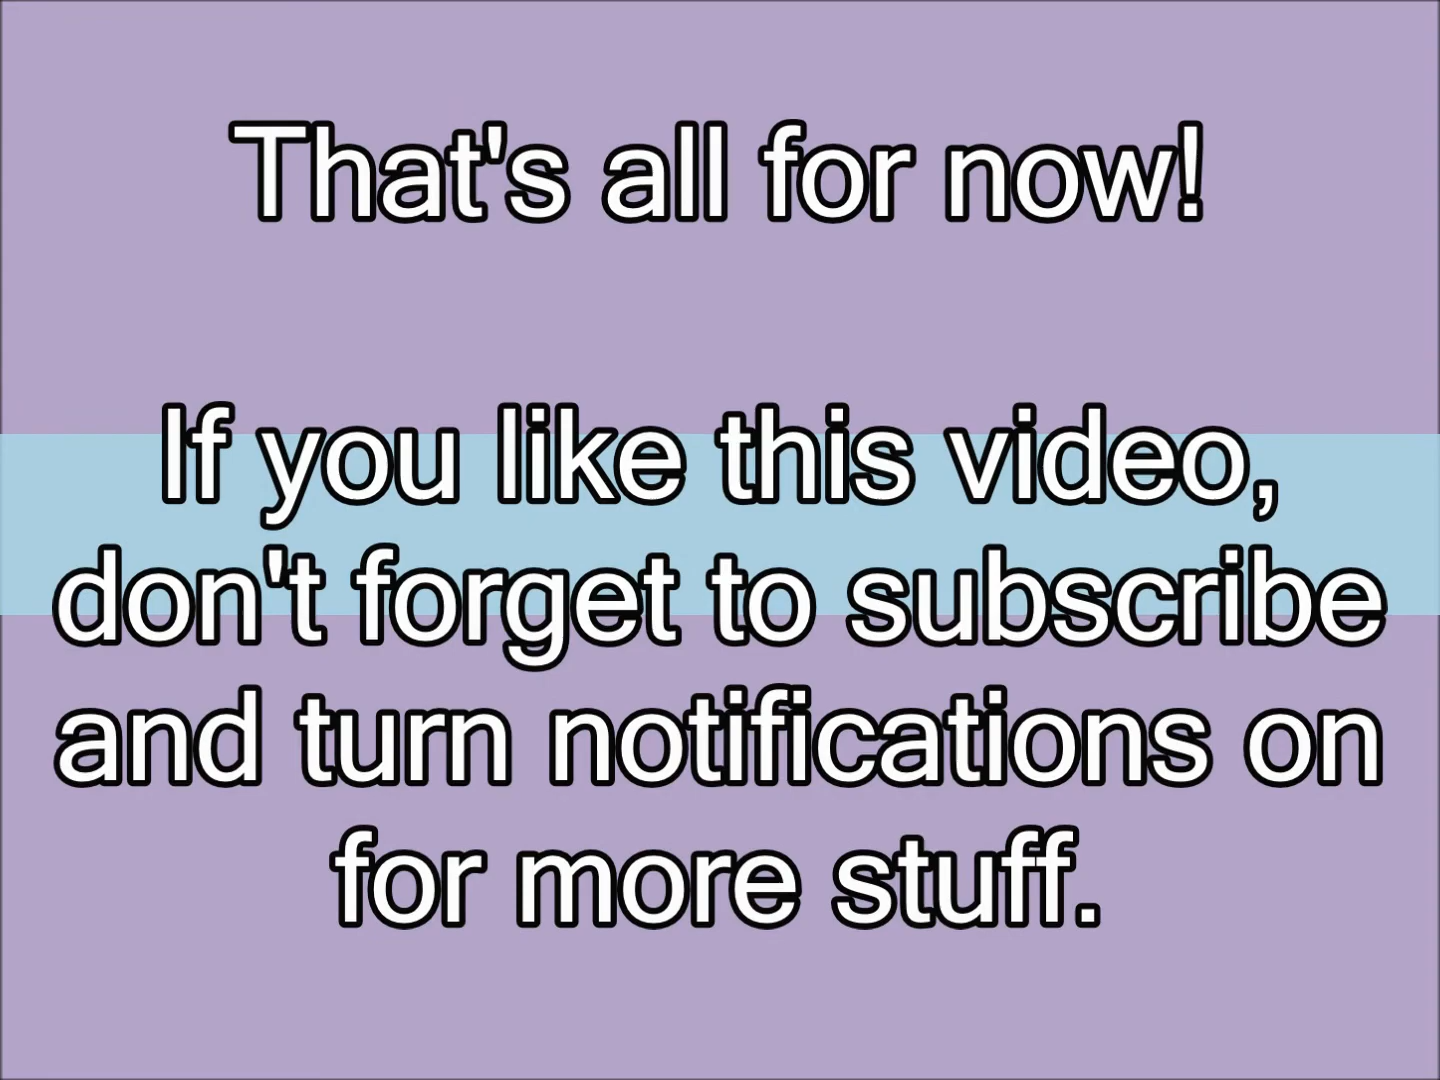 That's all for now!
If you like this video,
don't forget to subscribe
and turn notifications on
for more stuff.